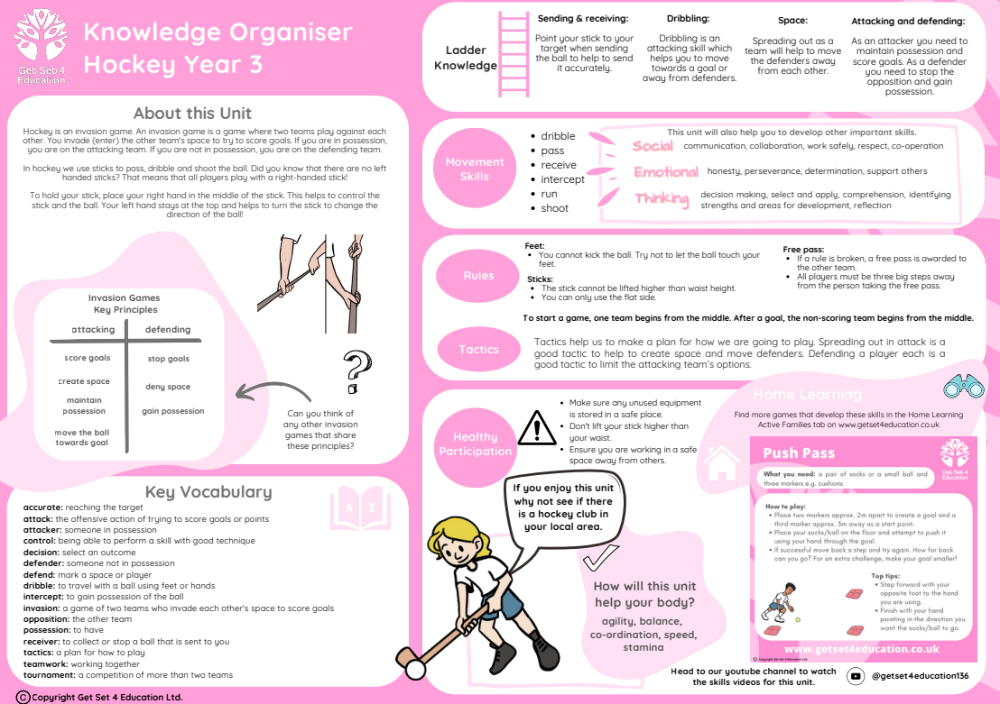 Get Set 4
Education
Knowledge Organiser
Hockey Year 3
About this Unit
Hockey is an invasion game. An invasion game is a game where two teams play against each
other. You invade (enter) the other team's space to try to score goals. If you are in possession,
you are on the attacking team. If you are not in possession, you are on the defending team.
In hockey we use sticks to pass, dribble and shoot the ball. Did you know that there are no left
handed sticks? That means that all players play with a right-handed stick!
To hold your stick, place your right hand in the middle of the stick. This helps to control the
stick and the ball. Your left hand stays at the top and helps to turn the stick to change the
direction of the ball!
Invasion Games
Key Principles
attacking
defending
score goals
stop goals
create space
deny space
maintain
possession
gain possession
move the ball
towards goal
?
Can you think of
any other invasion
games that share
these principles?
Key Vocabulary
A Z
accurate: reaching the target
attack: the offensive action of trying to score goals or points
attacker: someone in possession
control: being able to perform a skill with good technique
decision: select an outcome
defender: someone not in possession
defend: mark a space or player
dribble: to travel with a ball using feet or hands
intercept: to gain possession of the ball
invasion: a game of two teams who invade each other's space to score goals
opposition: the other team
possession: to have
receiver: to collect or stop a ball that is sent to you
tactics: a plan for how to play
teamwork: working together
tournament: a competition of more than two teams
© Copyright Get Set 4 Education Ltd.
Ladder
Knowledge
Sending & receiving:
Point your stick to your
target when sending
the ball to help to send
it accurately.
Dribbling:
Dribbling is an
attacking skill which
helps you to move
towards a goal or
away from defenders.
Space:
Spreading out as a
team will help to move
the defenders away
from each other.
Attacking and defending:
As an attacker you need to
maintain possession and
score goals. As a defender
you need to stop the
opposition and gain
possession.
Movement
Skills
• dribble
• pass
• receive
• intercept
• run
• shoot
This unit will also help you to develop other important skills.
Social communication, collaboration, work safely, respect, co-operation
Emotional honesty, perseverance, determination, support others
Thinking decision making, select and apply, comprehension, identifying
strengths and areas for development, reflection
Rules
Feet:
• You cannot kick the ball. Try not to let the ball touch your
feet.
Sticks:
• The stick cannot be lifted higher than waist height.
• You can only use the flat side.
Free pass:
• If a rule is broken, a free pass is awarded to
the other team.
• All players must be three big steps away
from the person taking the free pass.
To start a game, one team begins from the middle. After a goal, the non-scoring team begins from the middle.
Tactics
Tactics help us to make a plan for how we are going to play. Spreading out in attack is a
good tactic to help to create space and move defenders. Defending a player each is a
good tactic to limit the attacking team's options.
Healthy
Participation
!
• Make sure any unused equipment
is stored in a safe place.
• Don't lift your stick higher than
your waist.
• Ensure you are working in a safe
space away from others.
If you enjoy this unit
why not see if there
is a hockey club in
your local area.
How will this unit
help your body?
agility, balance,
co-ordination, speed,
stamina
Home Learning
Find more games that develop these skills in the Home Learning
Active Families tab on www.getset4education.co.uk
Push Pass
Get Set 4
Education
What you need: a pair of socks or a small ball and
three markers e.g. cushions
How to play:
• Place two markers approx. 2m apart to create a goal and a
third marker approx. 3m away as a start point.
• Place your socks/ball on the floor and attempt to push it
using your hand through the goal.
• If successful move back a step and try again. How far back
can you go? For an extra challenge, make your goal smaller!
Top tips:
• Step forward with your
opposite foot to the hand
you are using.
• Finish with your hand
pointing in the direction you
want the socks/ball to go.
www.getset4education.co.uk
© Copyright Get Set 4 Education Ltd.
Head to our youtube channel to watch
the skills videos for this unit.
@getset4education136